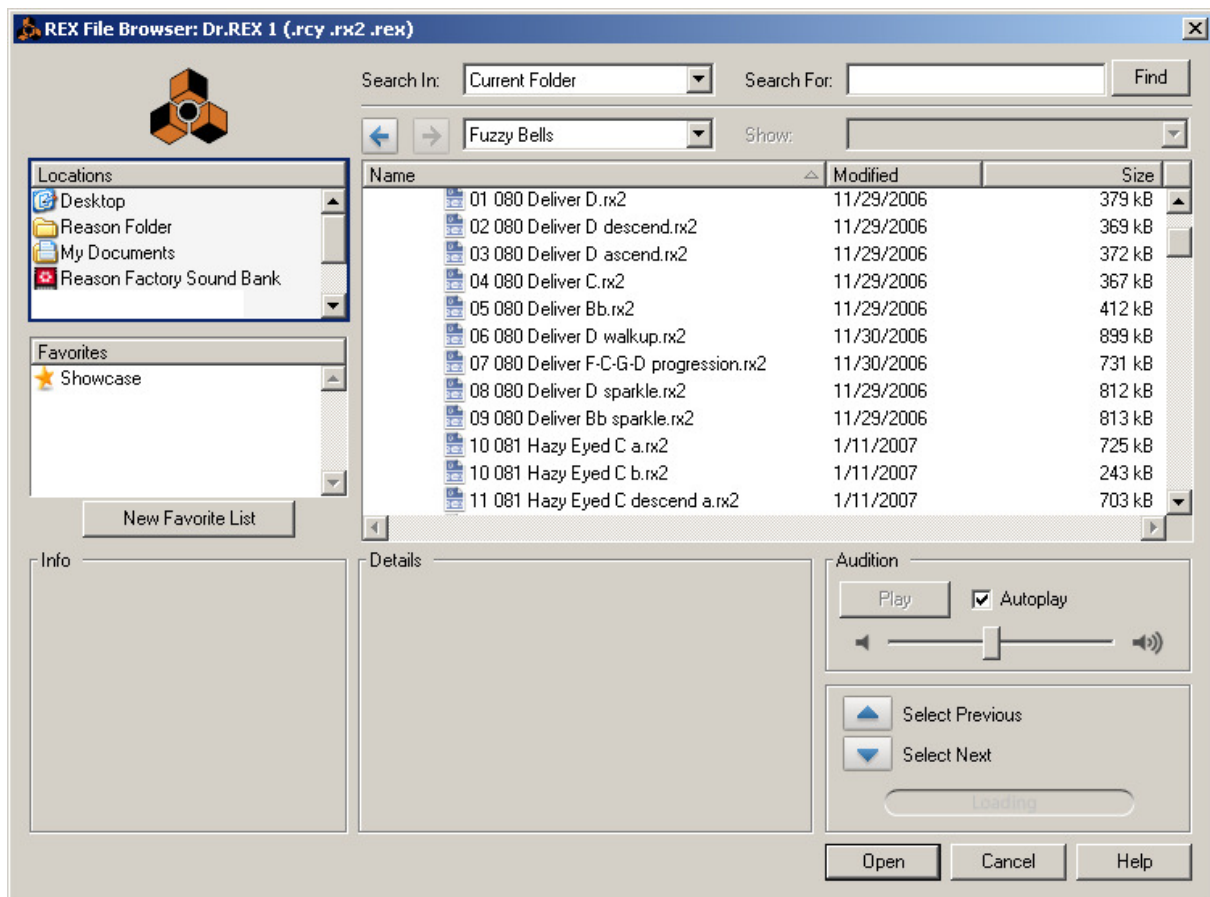 REX File Browser: Dr.REX 1 (.rcy .rx2 .rex)
Search In: Current Folder Search For: Find
Fuzzy Bells Show:
Locations
Desktop
Reason Folder
My Documents
Reason Factory Sound Bank
Favorites
Showcase
New Favorite List
Name Modified Size
01 080 Deliver D.rx2 11/29/2006 379 kB
02 080 Deliver D descend.rx2 11/29/2006 369 kB
03 080 Deliver D ascend.rx2 11/29/2006 372 kB
04 080 Deliver C.rx2 11/29/2006 367 kB
05 080 Deliver Bb.rx2 11/29/2006 412 kB
06 080 Deliver D walkup.rx2 11/30/2006 899 kB
07 080 Deliver F-C-G-D progression.rx2 11/30/2006 731 kB
08 080 Deliver D sparkle.rx2 11/29/2006 812 kB
09 080 Deliver Bb sparkle.rx2 11/29/2006 813 kB
10 081 Hazy Eyed C a.rx2 1/11/2007 725 kB
10 081 Hazy Eyed C b.rx2 1/11/2007 243 kB
11 081 Hazy Eyed C descend a.rx2 1/11/2007 703 kB
Info
Details
Audition
Play Autoplay
Select Previous
Select Next
Loading
Open Cancel Help